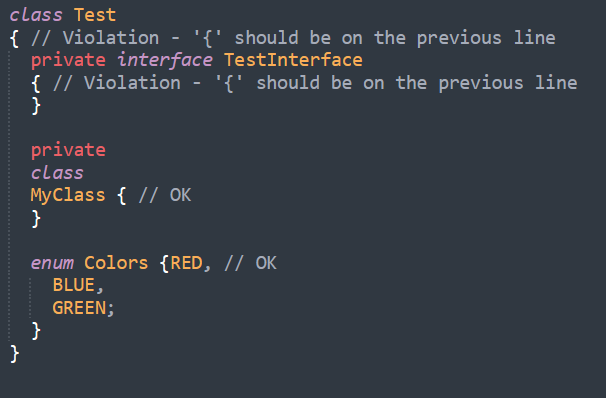 class Test
{ // Violation - '{' should be on the previous line
  private interface TestInterface
  { // Violation - '{' should be on the previous line
  }

  private
  class
  MyClass { // OK
  }

  enum Colors {RED, // OK
    BLUE,
    GREEN;
  }
}